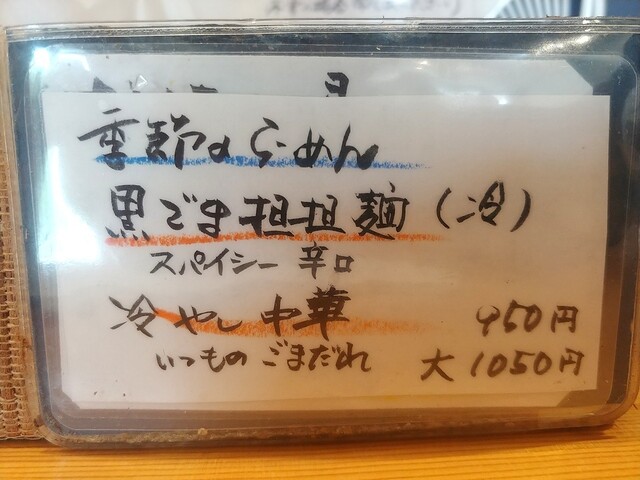 季節のらーめん
黒ごま担担麺(冷)
スパイシー 辛口
冷やし中華 950円
いつもの ごまだれ 大1050円